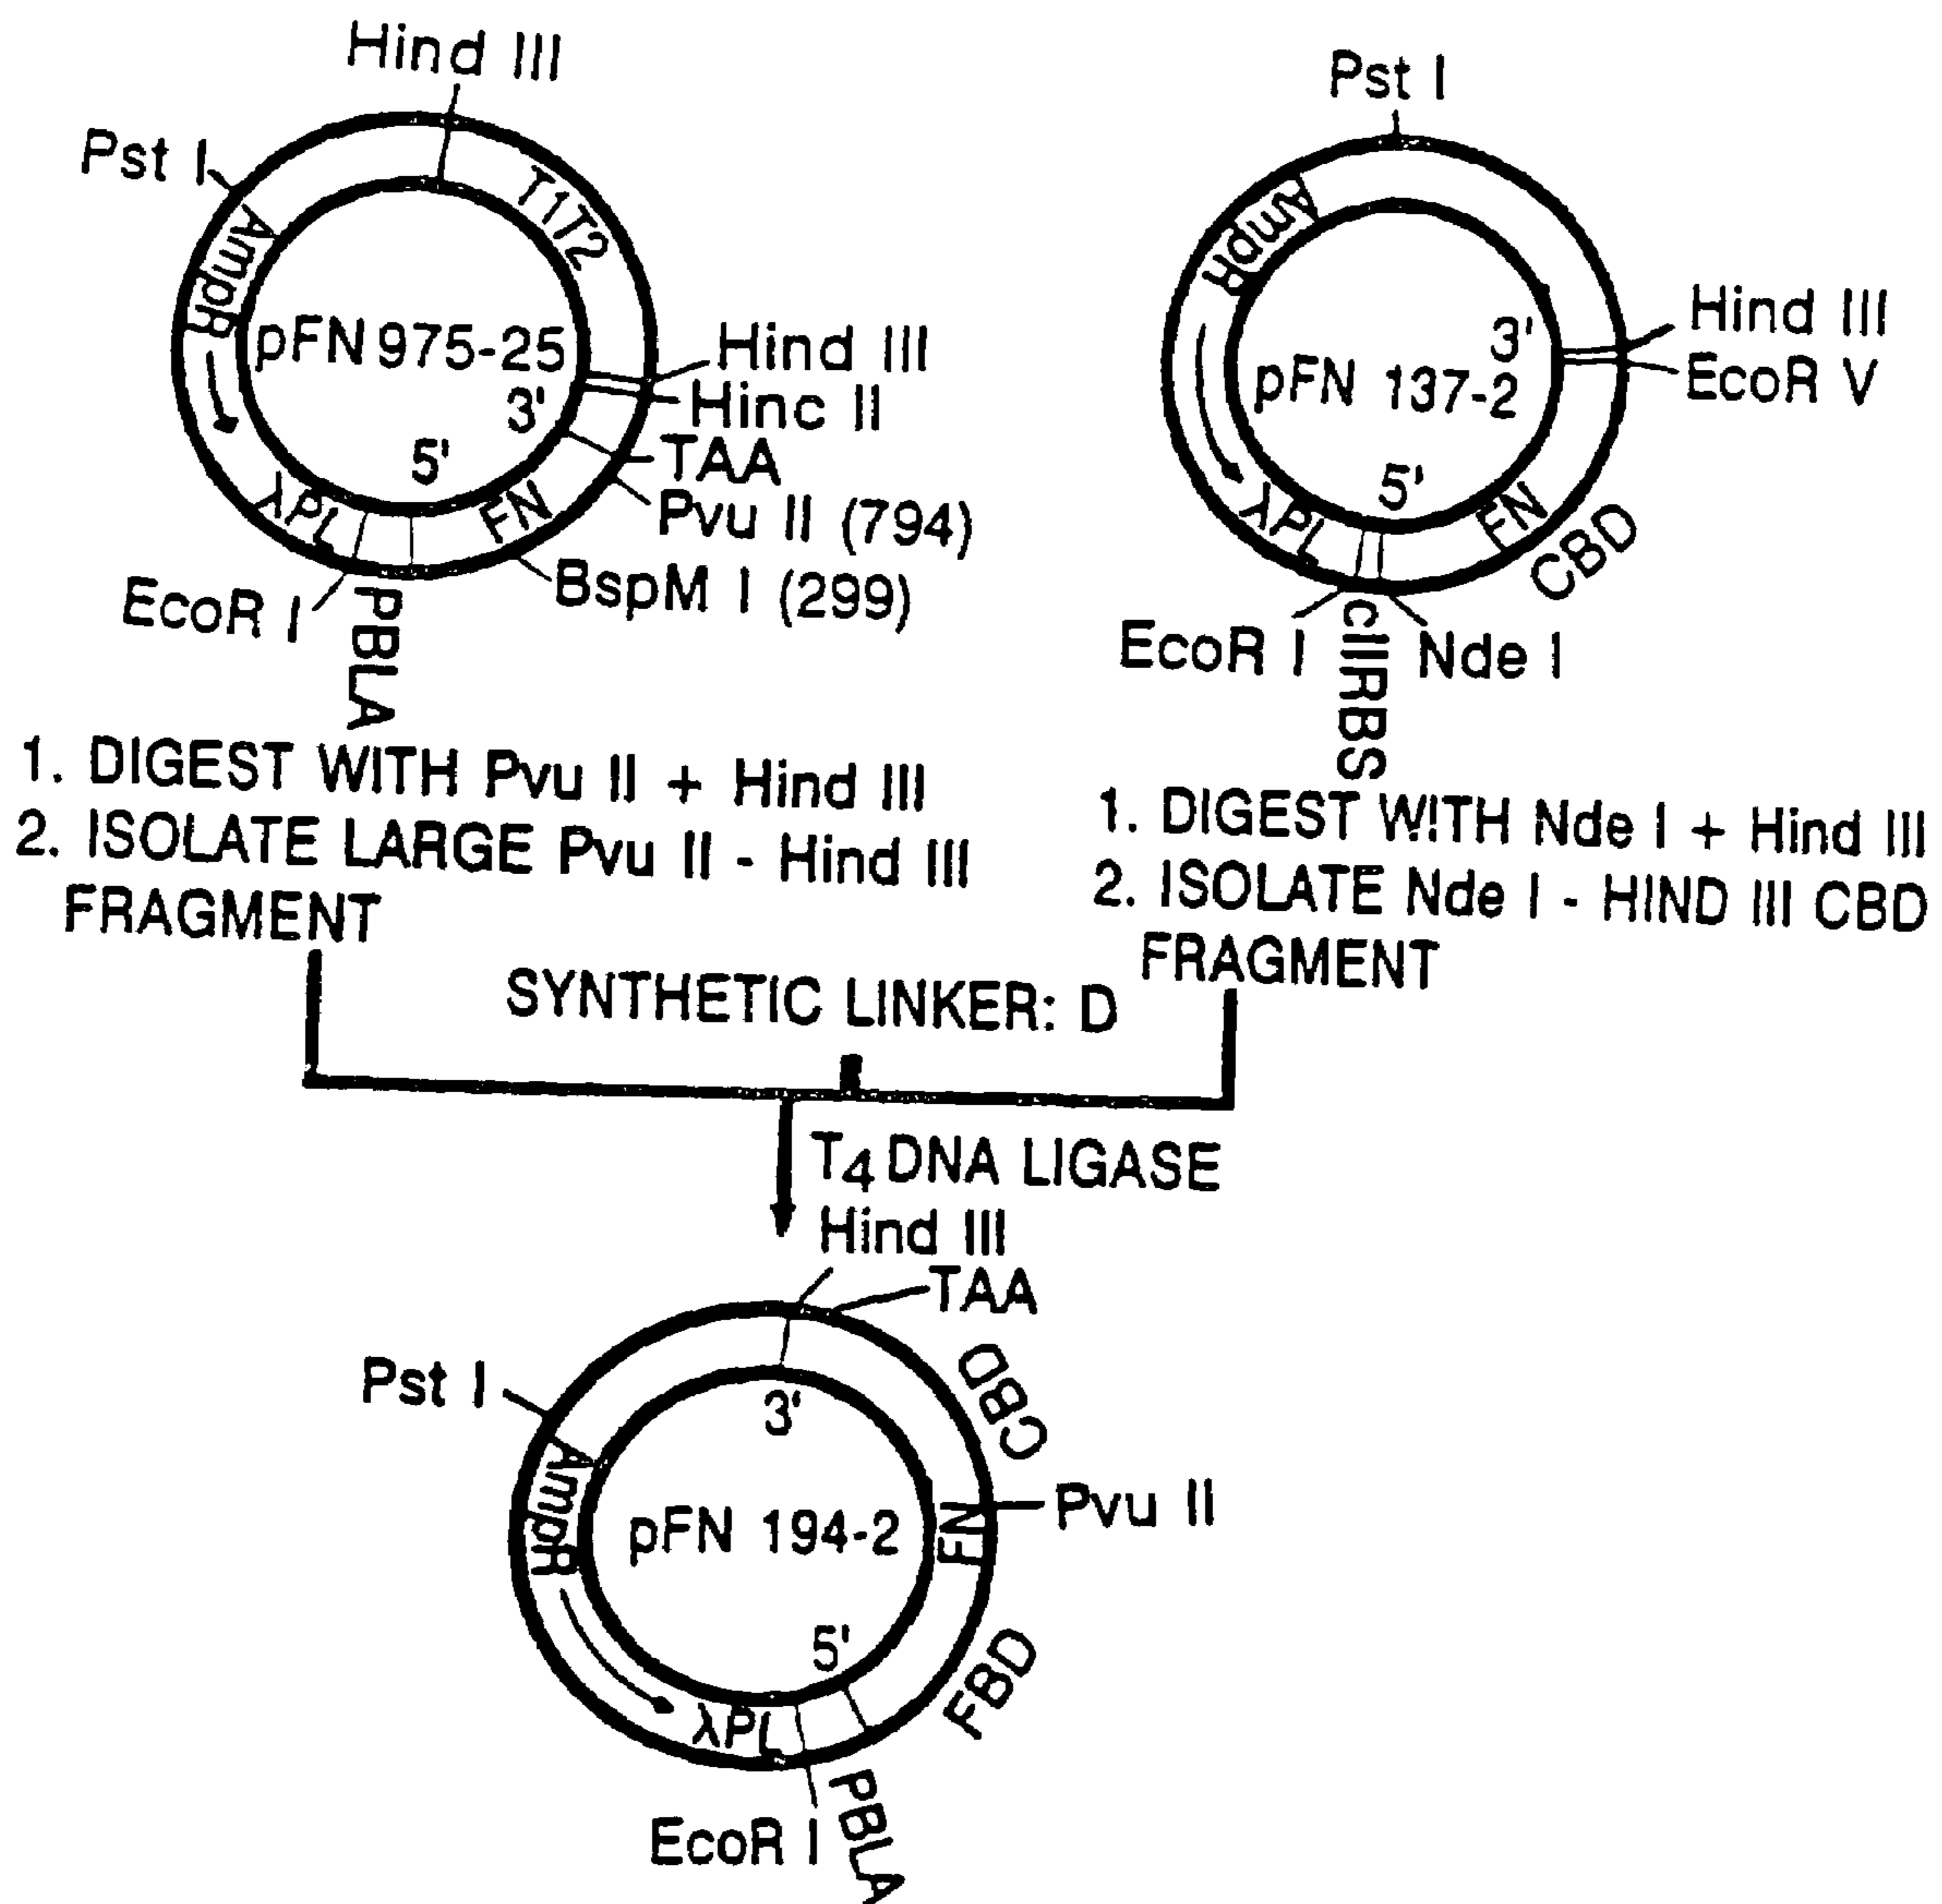 Hind III
Pst I
T1T2
AmpR
pFN 975-25
Hind III
Hinc II
3'
TAA
5'
Pvu II (794)
FN
λPL
BspM I (299)
EcoR I
PBLA
Pst I
AmpR
Hind III
3'
EcoR V
pFN 137-2
5'
FN
λPL
CBD
EcoR I
cIIRBS
Nde I
1. DIGEST WITH Pvu II + Hind III
2. ISOLATE LARGE Pvu II - Hind III
FRAGMENT
1. DIGEST WITH Nde I + Hind III
2. ISOLATE Nde I - HIND III CBD
FRAGMENT
SYNTHETIC LINKER: D
T4 DNA LIGASE
Hind III
TAA
CBD
Pst I
3'
AmpR
pFN 194-2
FN
Pvu II
5'
FBD
λPL
EcoR I
PBLA